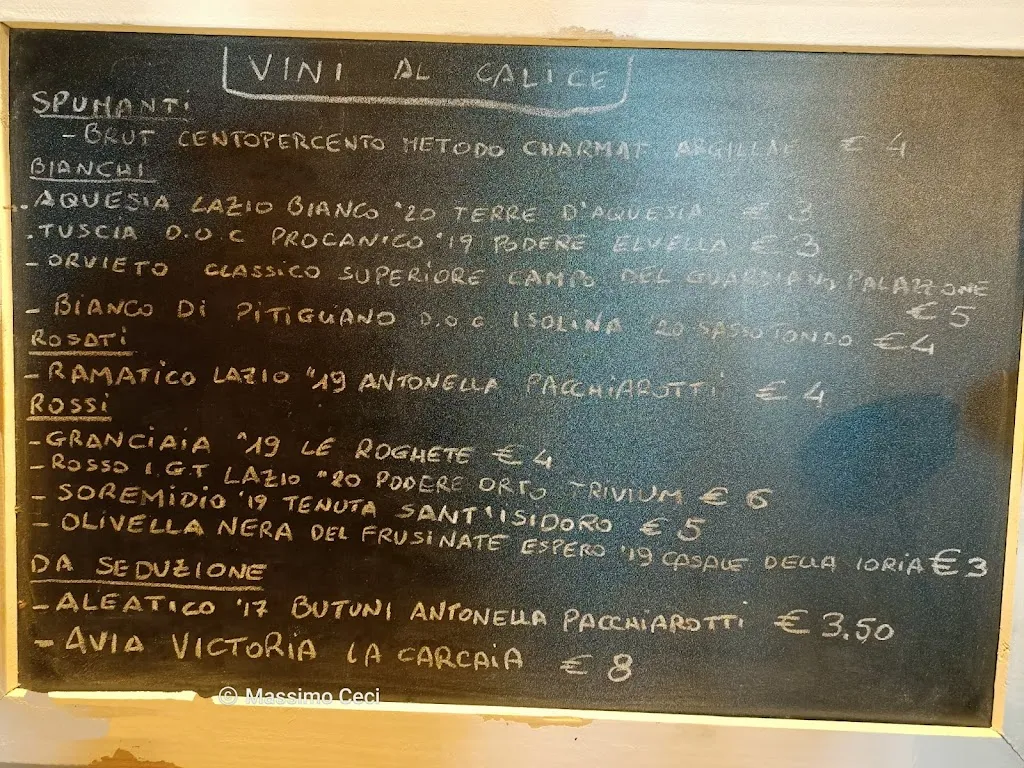 VINI AL CALICE
SPUMANTI
- BRUT CENTOPERCENTO METODO CHARMAT ARGILLAE € 4
BIANCHI
. AQUESIA LAZIO BIANCO '20 TERRE D'AQUESIA € 3
. TUSCIA D.O.C PROCANICO '19 PODERE ELVELLA € 3
- ORVIETO CLASSICO SUPERIORE CAMPO DEL GUARDIANO PALAZZONE
€ 5
- BIANCO DI PITIGLIANO D.O.C. ISOLINA '20 SASSOTONDO € 4
ROSATI
- RAMATICO LAZIO "19 ANTONELLA PACCHIAROTTI € 4
ROSSI
- GRANCIAIA "19 LE ROGHETE € 4
- ROSSO I.G.T LAZIO "20 PODERE ORTO TRIVIUM € 6
- SOREMIDIO '19 TENUTA SANT'ISIDORO € 5
- OLIVELLA NERA DEL FRUSINATE ESPERO '19 CASALE DELLA IORIA € 3
DA SEDUZIONE
- ALEATICO '17 BUTUNI ANTONELLA PACCHIAROTTI € 3.50
- AVIA VICTORIA LA CARCAIA € 8
© Massimo Ceci